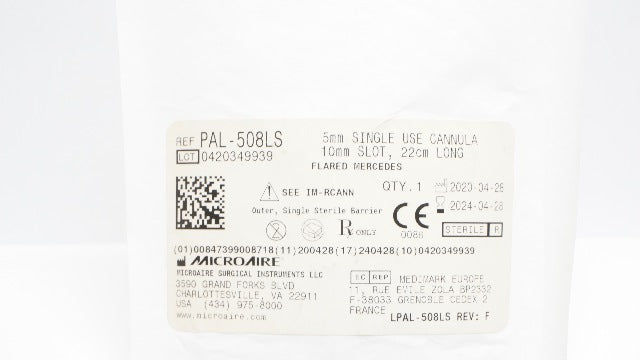 REF PAL-508LS
LOT 0420349939
5mm SINGLE USE CANNULA
10mm SLOT, 22cm LONG
FLARED MERCEDES
SEE IM-RCANN
QTY.1
2020-04-28
2024-04-28
Outer, Single Sterile Barrier
2
Rx ONLY
CE
0086
STERILE R
(01)00847399008718(11)200428(17)240428(10)0420349939
MICROAIRE
MICROAIRE SURGICAL INSTRUMENTS LLC
3590 GRAND FORKS BLVD
CHARLOTTESVILLE, VA 22911
USA (434) 975-8000
www.microaire.com
EC REP MEDIMARK EUROPE
11, RUE EVILE ZOLA BP2332
F-38033 GRENOBLE CEDEX 2
FRANCE
LPAL-508LS REV: F